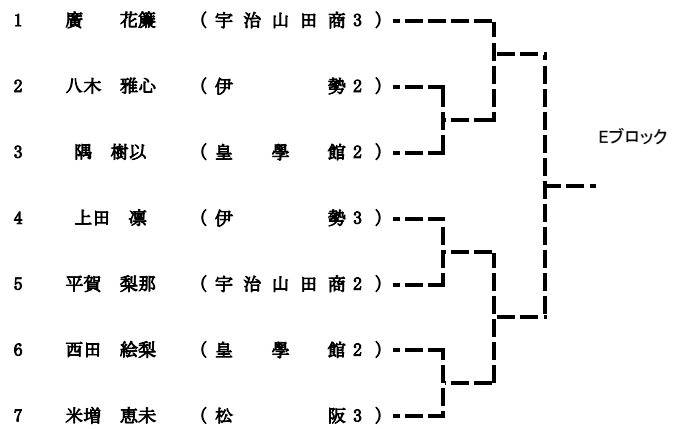 1 廣 花簾 (宇治山田商3)
2 八木 雅心 (伊勢2)
3 隅 樹以 (皇學館2)
Eブロック
4 上田 凛 (伊勢3)
5 平賀 梨那 (宇治山田商2)
6 西田 絵梨 (皇學館2)
7 米増 恵未 (松阪3)